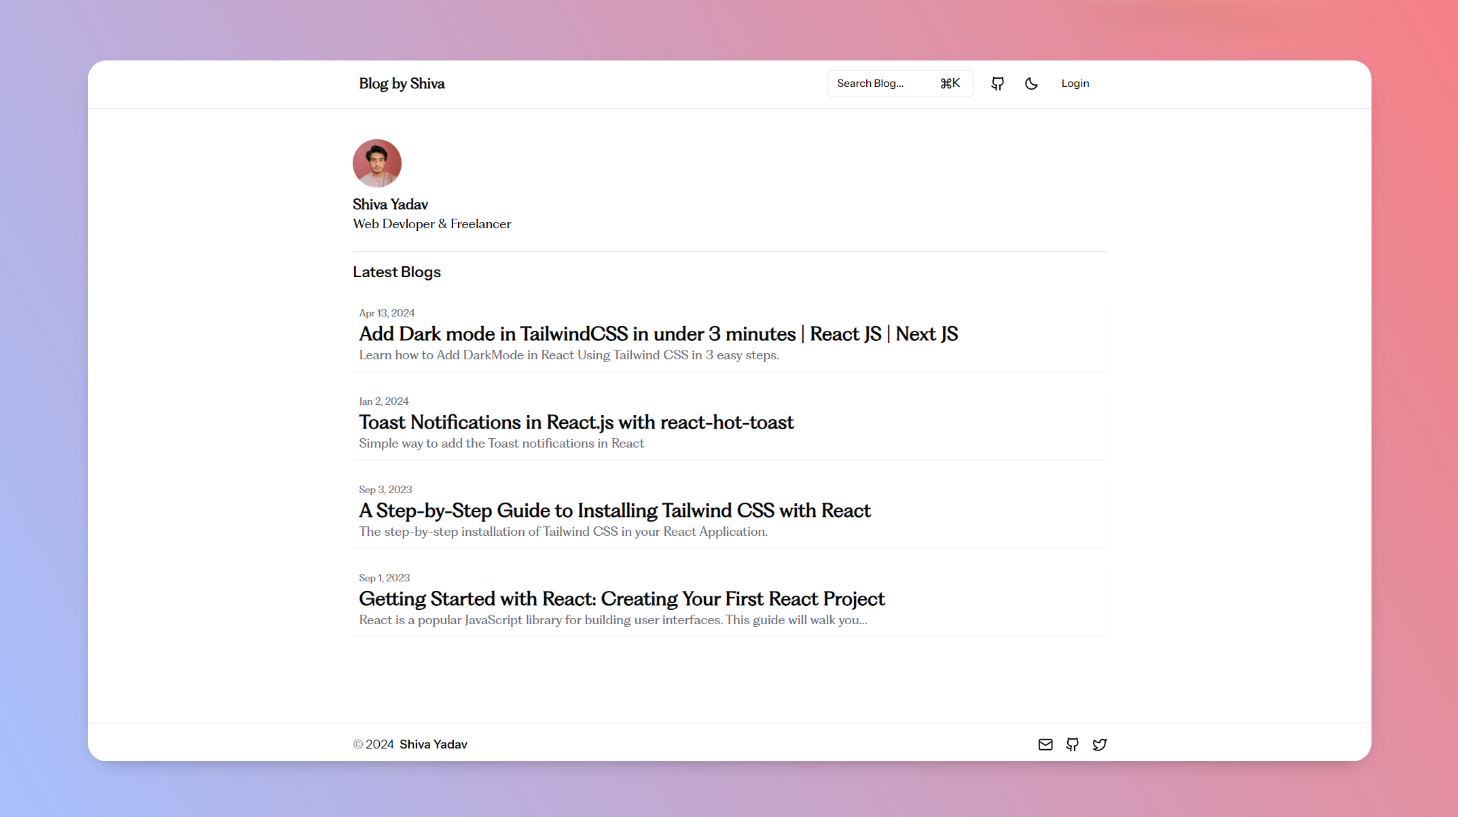 Blog by Shiva
Search Blog... ⌘K
Login
Shiva Yadav
Web Devloper & Freelancer
Latest Blogs
Apr 13, 2024
Add Dark mode in TailwindCSS in under 3 minutes | React JS | Next JS
Learn how to Add DarkMode in React Using Tailwind CSS in 3 easy steps.
Jan 2, 2024
Toast Notifications in React.js with react-hot-toast
Simple way to add the Toast notifications in React
Sep 3, 2023
A Step-by-Step Guide to Installing Tailwind CSS with React
The step-by-step installation of Tailwind CSS in your React Application.
Sep 1, 2023
Getting Started with React: Creating Your First React Project
React is a popular JavaScript library for building user interfaces. This guide will walk you...
© 2024 Shiva Yadav